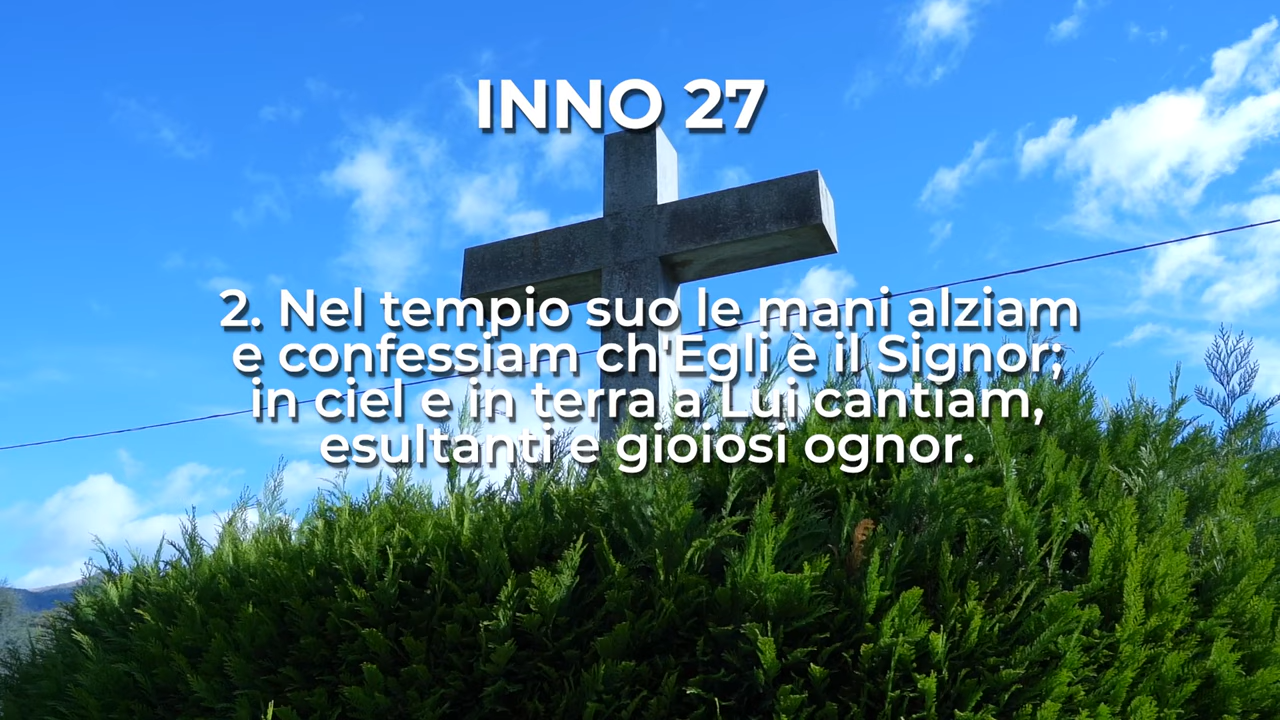 INNO 27
2. Nel tempio suo le mani alziam
e confessiam ch'Egli è il Signor;
in ciel e in terra a Lui cantiam,
esultanti e gioiosi ognor.